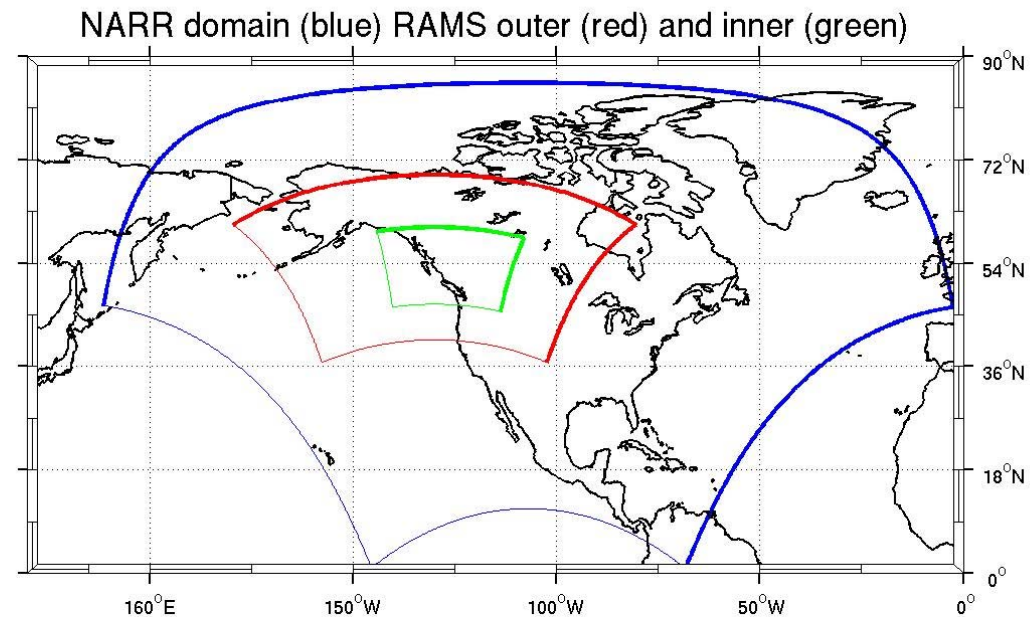 NARR domain (blue) RAMS outer (red) and inner (green)
90°N
72°N
54°N
36°N
18°N
0°
160°E
150°W
100°W
50°W
0°